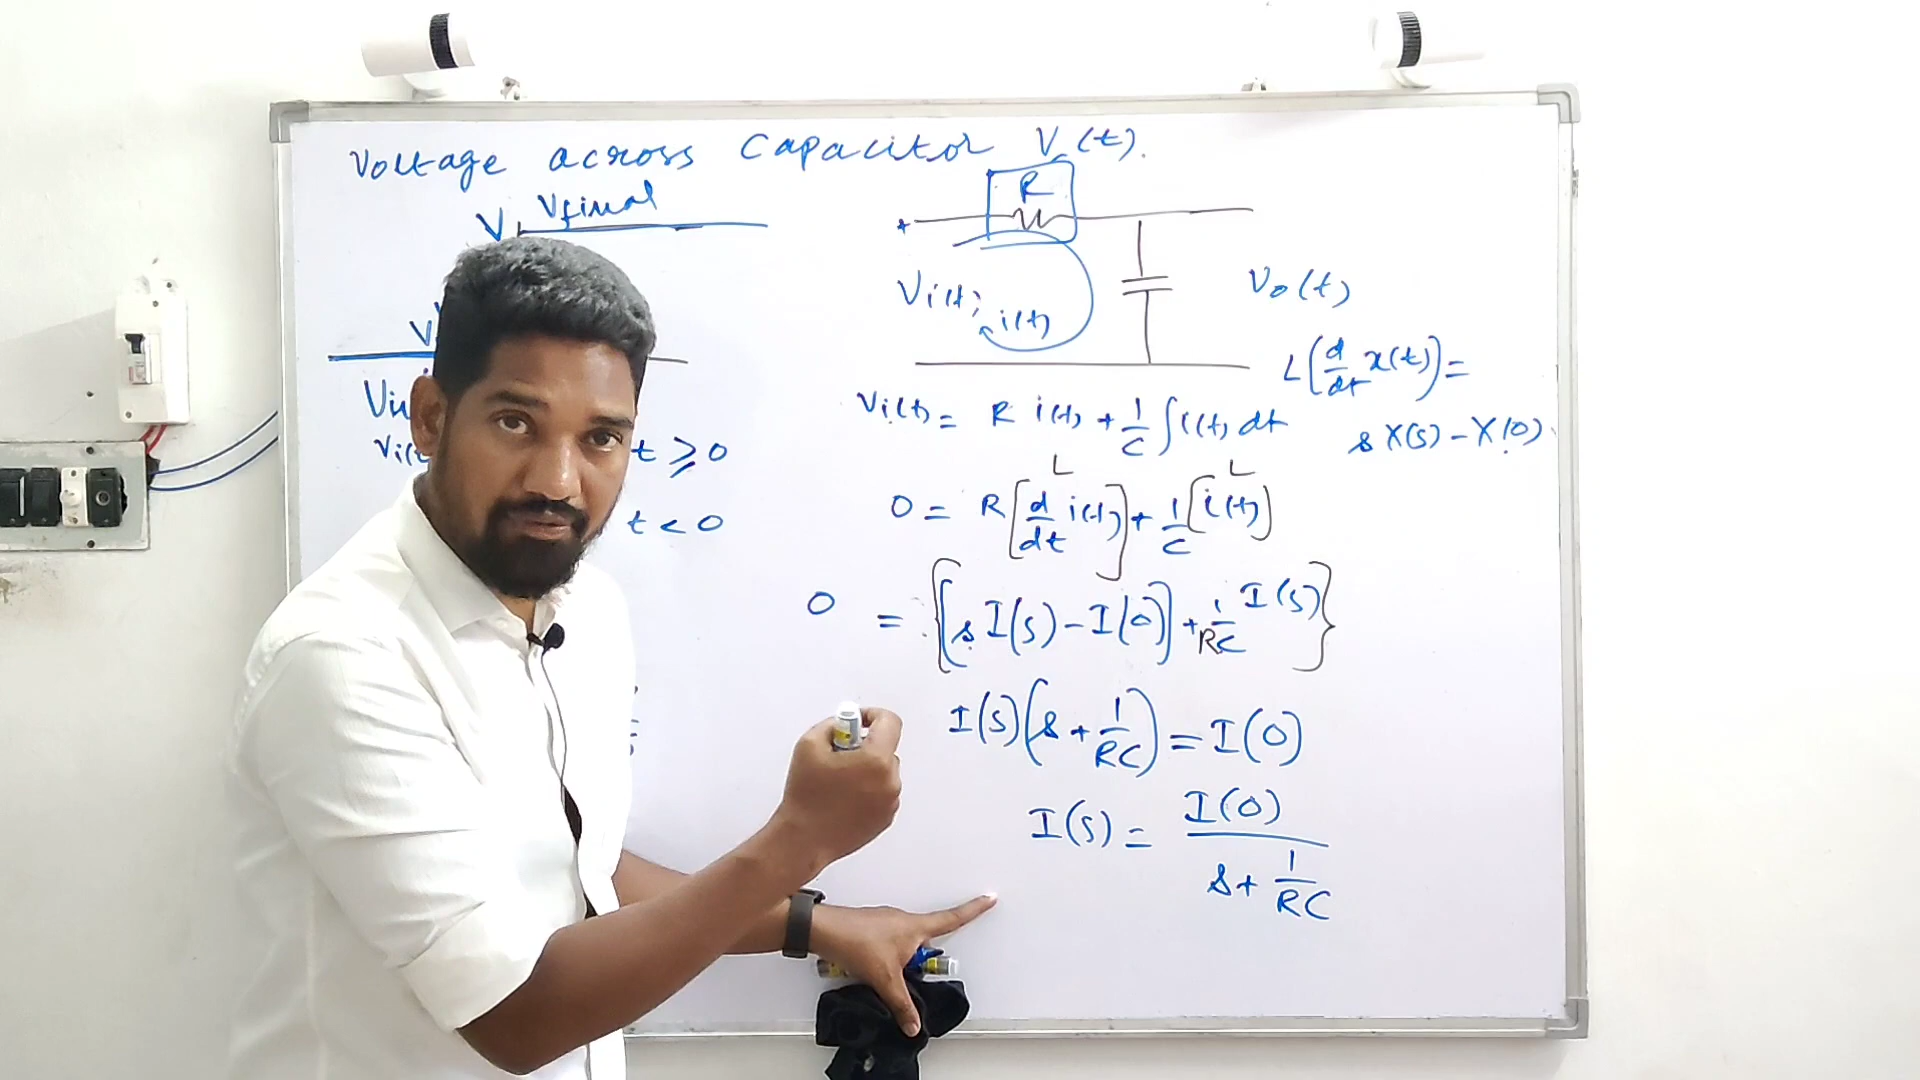 Voltage across Capacitor Vc(t).
V Vfinal
V
t ≥ 0
t < 0
R
+
Vi(t)
i(t)
Vo(t)
L(d/dt x(t)) =
s X(s) - X(0)
Vi(t) = R i(t) + 1/C ∫ i(t) dt
L L
0 = R [d/dt i(t)] + 1/C [i(t)]
0 = {[s I(s) - I(0)] + 1/RC I(s)}
I(s) (s + 1/RC) = I(0)
I(s) = I(0) / s + 1/RC